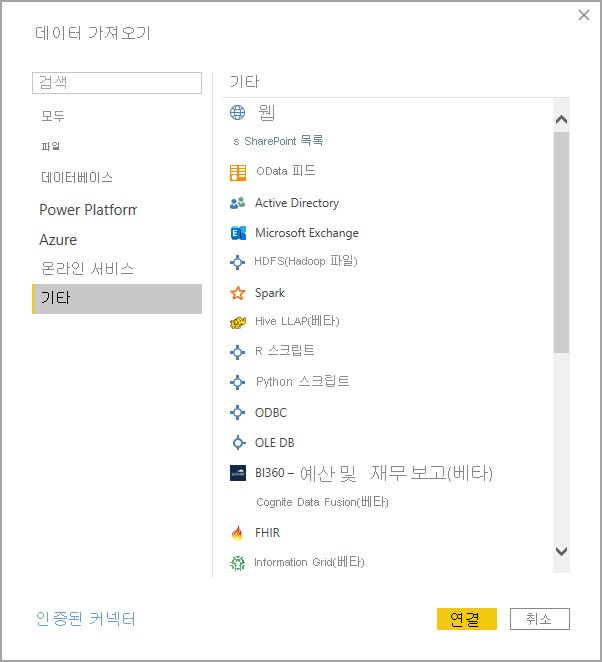 데이터 가져오기
검색
모두
파일
데이터베이스
Power Platform
Azure
온라인 서비스
기타
기타
웹
s SharePoint 목록
OData 피드
Active Directory
Microsoft Exchange
HDFS(Hadoop 파일)
Spark
Hive LLAP(베타)
R 스크립트
Python 스크립트
ODBC
OLE DB
BI360 – 예산 및 재무 보고(베타)
Cognite Data Fusion(베타)
FHIR
Information Grid(베타)
인증된 커넥터
연결
취소